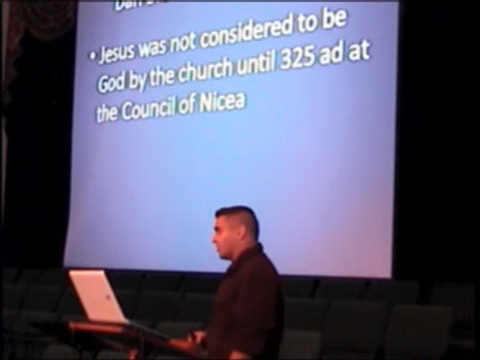 • Jesus was not considered to be
God by the church until 325 ad at
the Council of Nicea